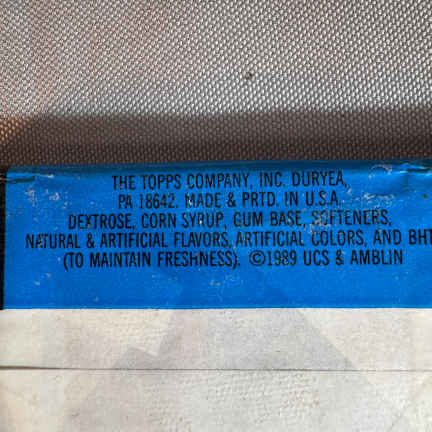 THE TOPPS COMPANY, INC. DURYEA,
PA 18642. MADE & PRTD. IN U.S.A.
DEXTROSE, CORN SYRUP, GUM BASE, SOFTENERS,
NATURAL & ARTIFICIAL FLAVORS, ARTIFICIAL COLORS, AND BHT
(TO MAINTAIN FRESHNESS). ©1989 UCS & AMBLIN